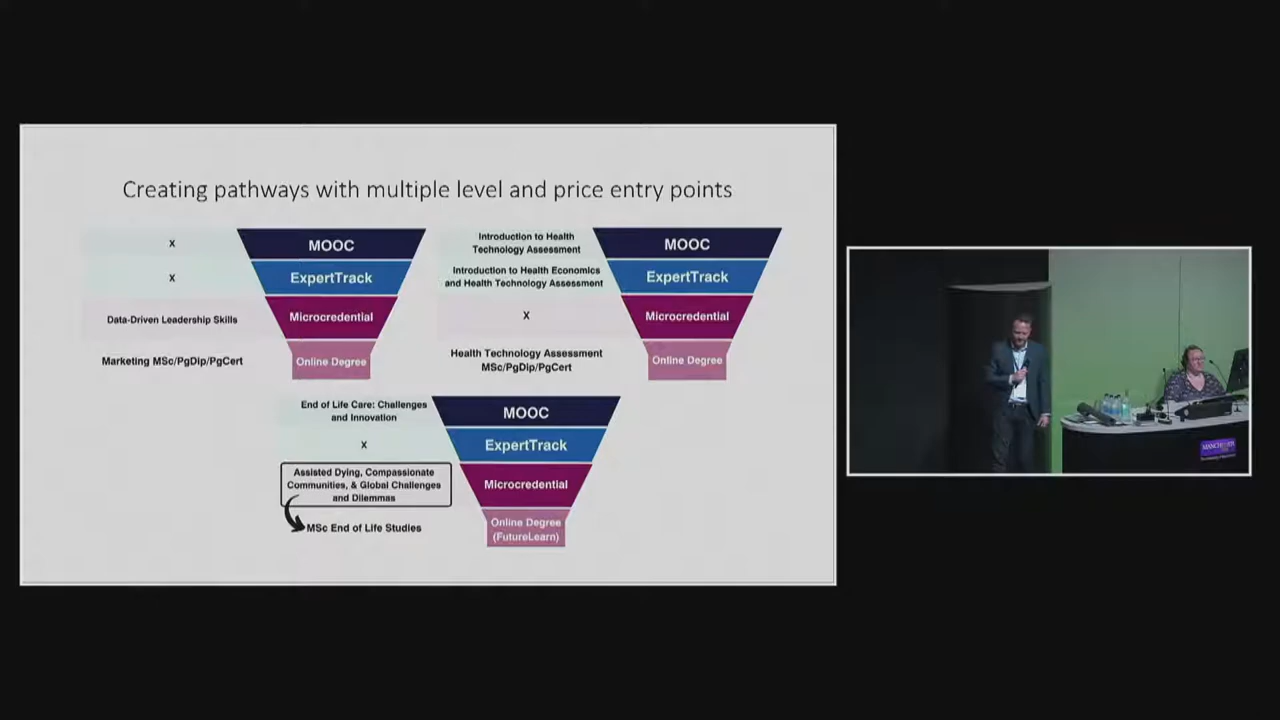 Creating pathways with multiple level and price entry points
X
MOOC
X
ExpertTrack
Data-Driven Leadership Skills
Microcredential
Marketing MSc/PgDip/PgCert
Online Degree
Introduction to Health
Technology Assessment
MOOC
Introduction to Health Economics
and Health Technology Assessment
ExpertTrack
X
Microcredential
Health Technology Assessment
MSc/PgDip/PgCert
Online Degree
End of Life Care: Challenges
and Innovation
MOOC
X
ExpertTrack
Assisted Dying, Compassionate
Communities, & Global Challenges
and Dilemmas
Microcredential
MSc End of Life Studies
Online Degree
(FutureLearn)
MANCHESTER